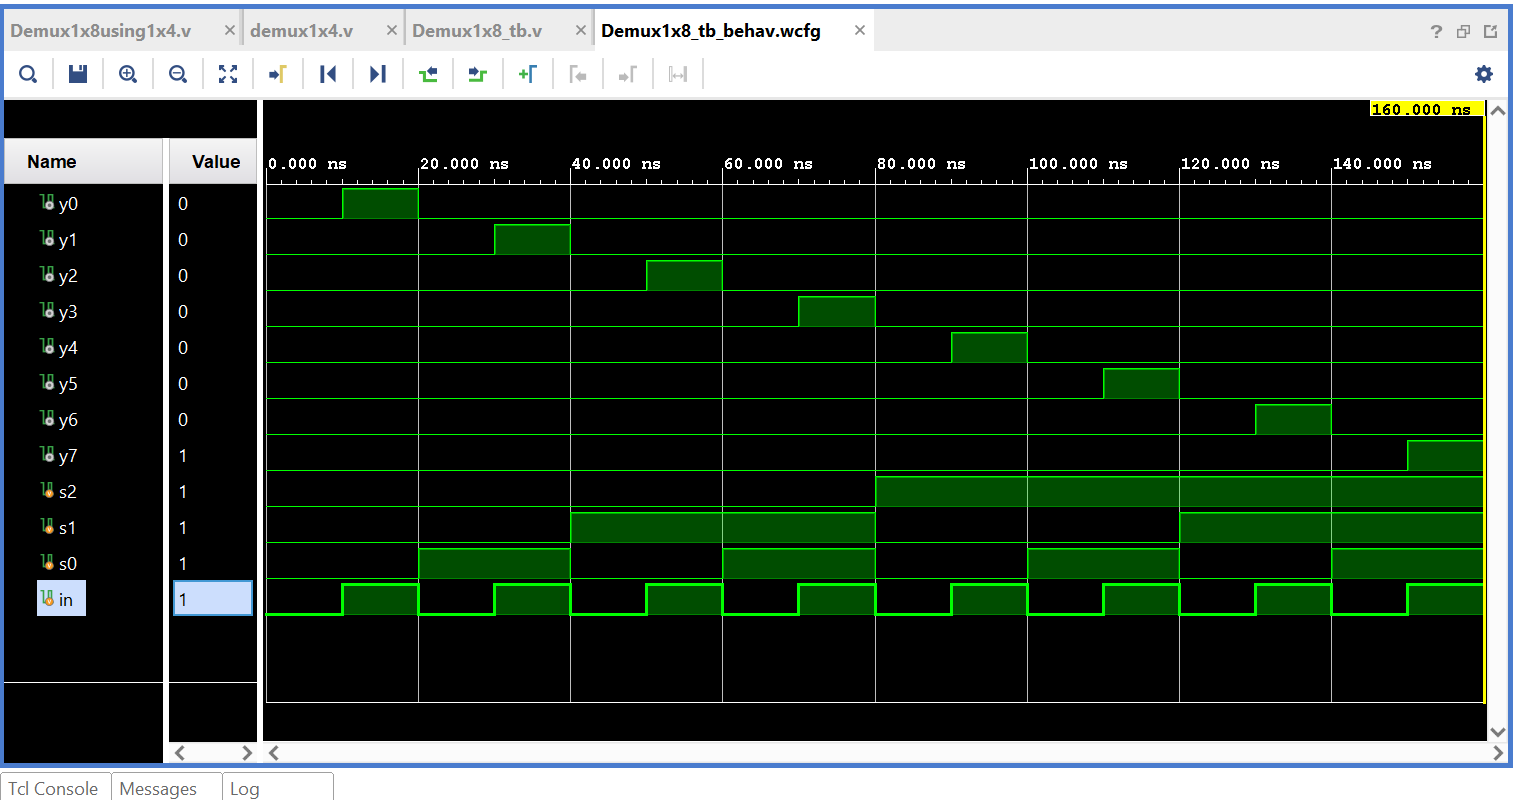 Demux1x8using1x4.v × demux1x4.v × Demux1x8_tb.v × Demux1x8_tb_behav.wcfg × ?
160.000 ns
Name Value
0.000 ns 20.000 ns 40.000 ns 60.000 ns 80.000 ns 100.000 ns 120.000 ns 140.000 ns
y0 0
y1 0
y2 0
y3 0
y4 0
y5 0
y6 0
y7 1
s2 1
s1 1
s0 1
in 1
Tcl Console Messages Log